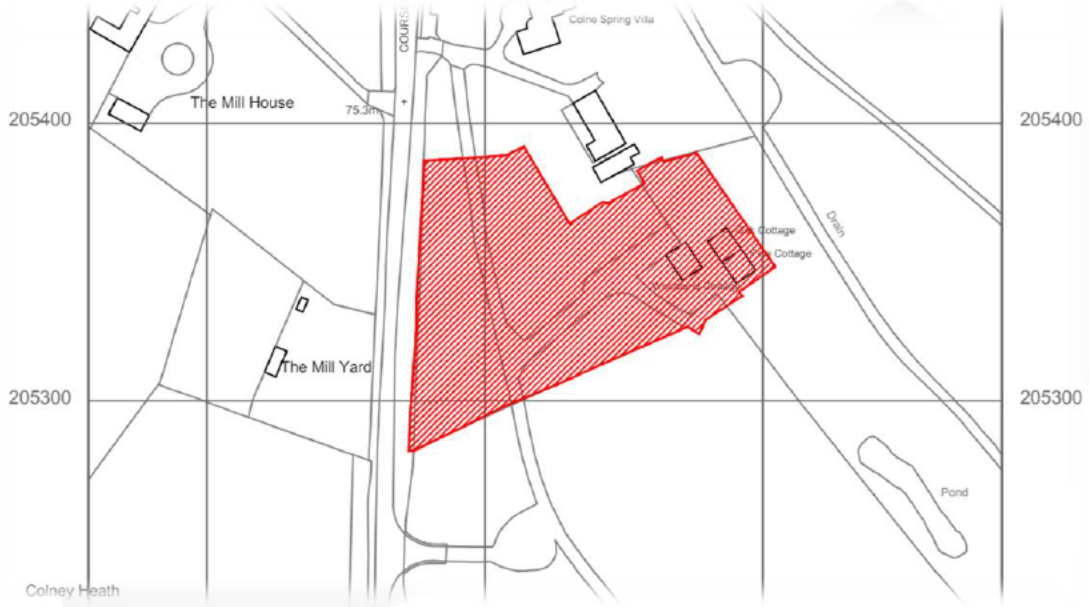 Colne Spring Villa
COURSE
The Mill House
75.3m
205400
205400
Drain
Cottage
Cottage
The Mill Yard
205300
205300
Pond
Colney Heath